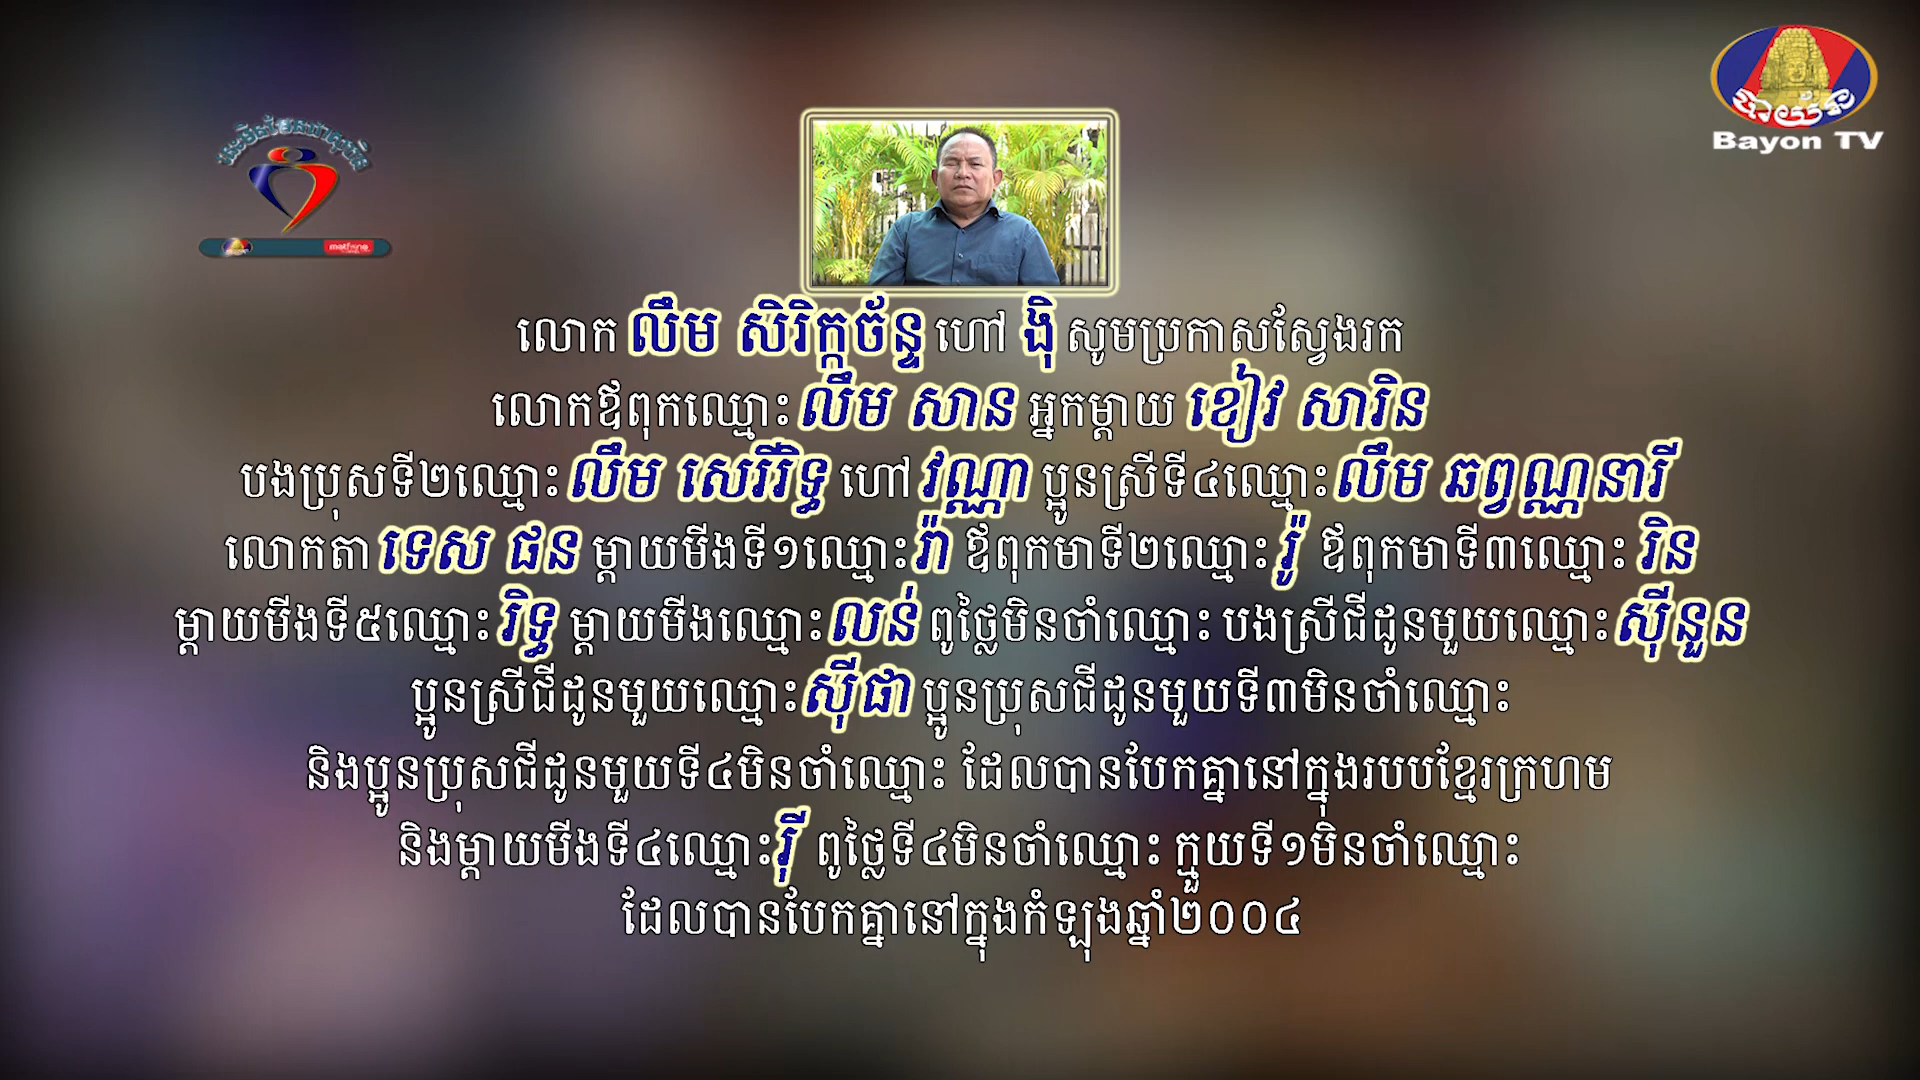 បាយ័ន
Bayon TV
metfone
លោក លឹម សិរិក្កច័ន្ទ ហៅ ង៉ិ សូមប្រកាសស្វែងរក
លោកឪពុកឈ្មោះ លឹម សាន អ្នកម្ដាយ ខៀវ សារិន
បងប្រុសទី២ឈ្មោះ លឹម សេរីរិទ្ធ ហៅ វណ្ណា ប្អូនស្រីទី៤ឈ្មោះ លឹម ឆព្វណ្ណនារី
លោកតា ទេស ផន ម្ដាយមីងទី១ឈ្មោះ រ៉ា ឪពុកមាទី២ឈ្មោះ រ៉ូ ឪពុកមាទី៣ឈ្មោះ រិន
ម្ដាយមីងទី៥ឈ្មោះ រិទ្ធ ម្ដាយមីងឈ្មោះ លន់ ពូថ្លៃមិនចាំឈ្មោះ បងស្រីជីដូនមួយឈ្មោះ ស៊ីនួន
ប្អូនស្រីជីដូនមួយឈ្មោះ ស៊ីផា ប្អូនប្រុសជីដូនមួយទី៣មិនចាំឈ្មោះ
និងប្អូនប្រុសជីដូនមួយទី៤មិនចាំឈ្មោះ ដែលបានបែកគ្នានៅក្នុងរបបខ្មែរក្រហម
និងម្ដាយមីងទី៤ឈ្មោះ រ៉ី ពូថ្លៃទី៤មិនចាំឈ្មោះ ក្មួយទី១មិនចាំឈ្មោះ
ដែលបានបែកគ្នានៅក្នុងកំឡុងឆ្នាំ២០០៤